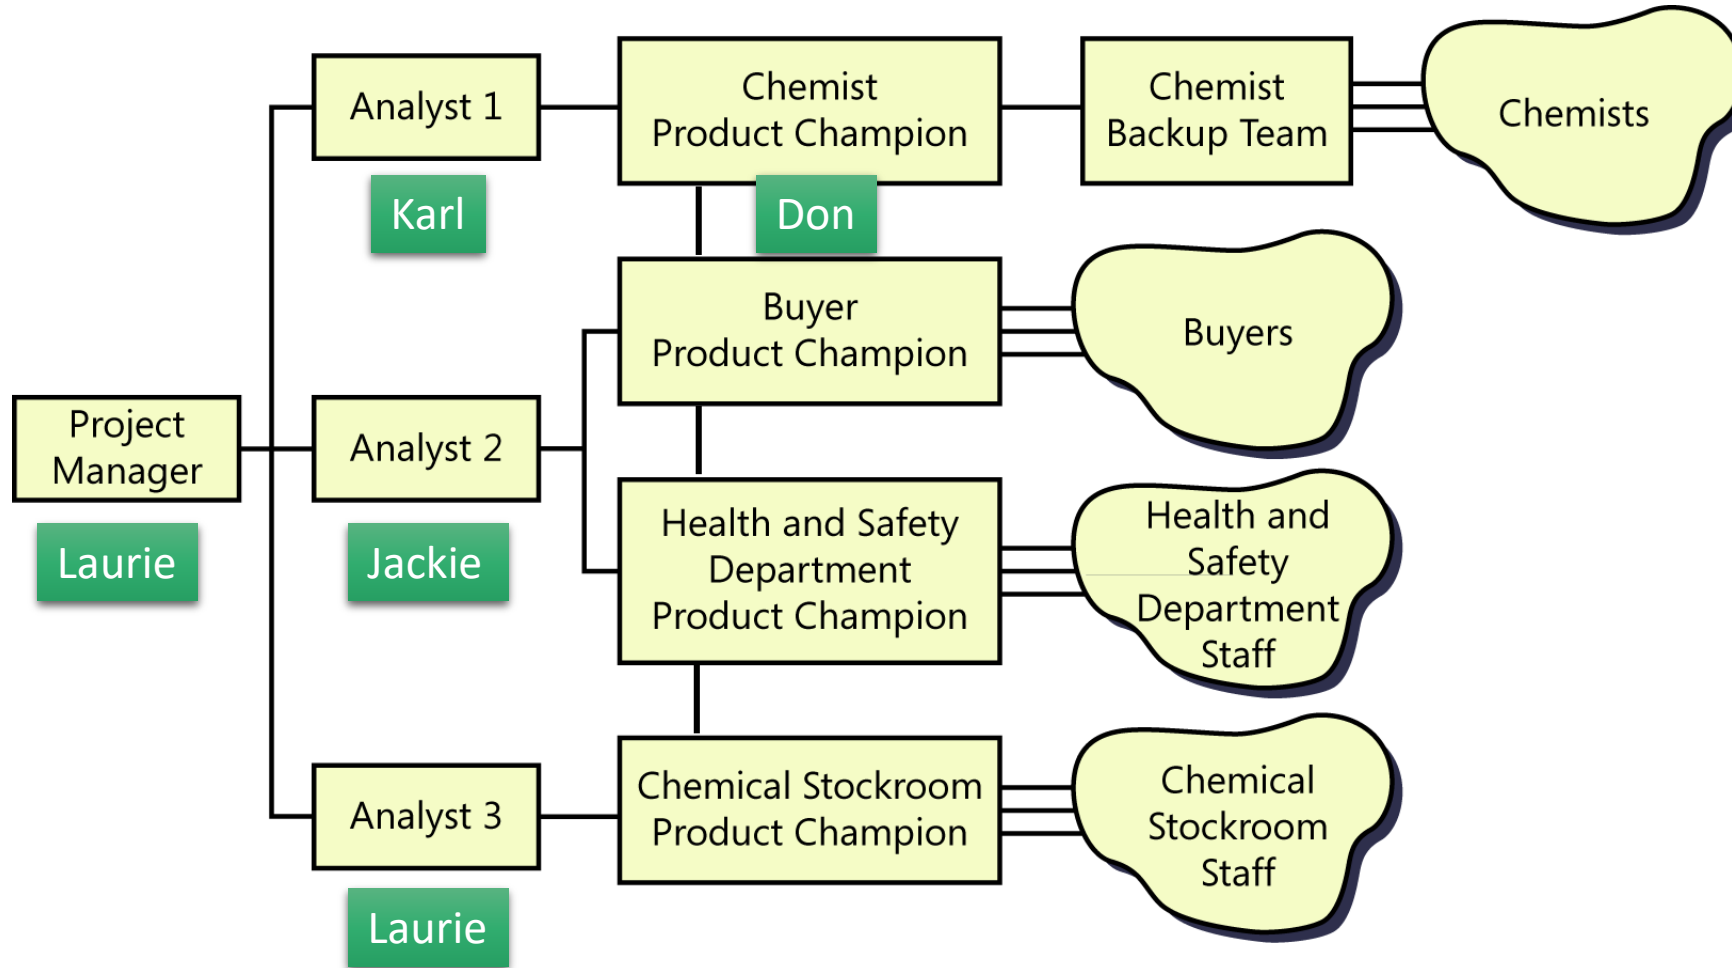 Analyst 1
Chemist
Product Champion
Chemist
Backup Team
Chemists
Karl
Don
Buyer
Product Champion
Buyers
Project
Manager
Analyst 2
Health and Safety
Department
Product Champion
Health and
Safety
Department
Staff
Laurie
Jackie
Analyst 3
Chemical Stockroom
Product Champion
Chemical
Stockroom
Staff
Laurie